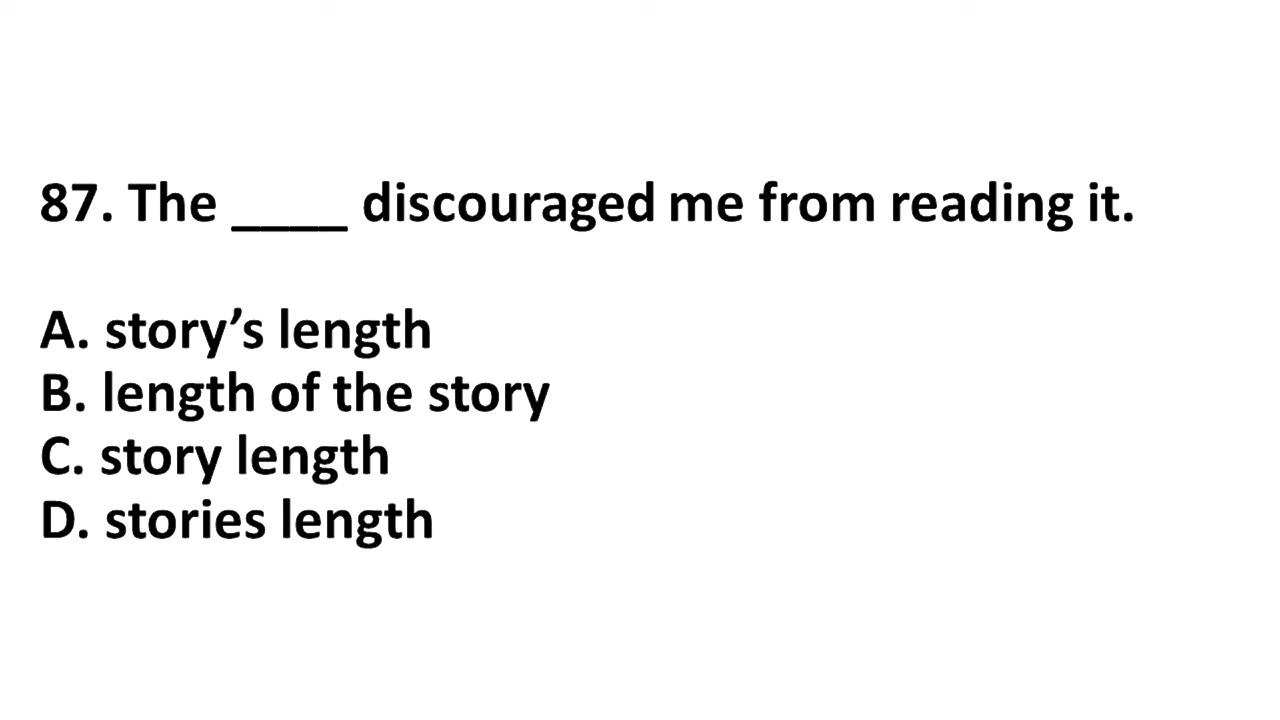 87. The ____ discouraged me from reading it.
A. story’s length
B. length of the story
C. story length
D. stories length